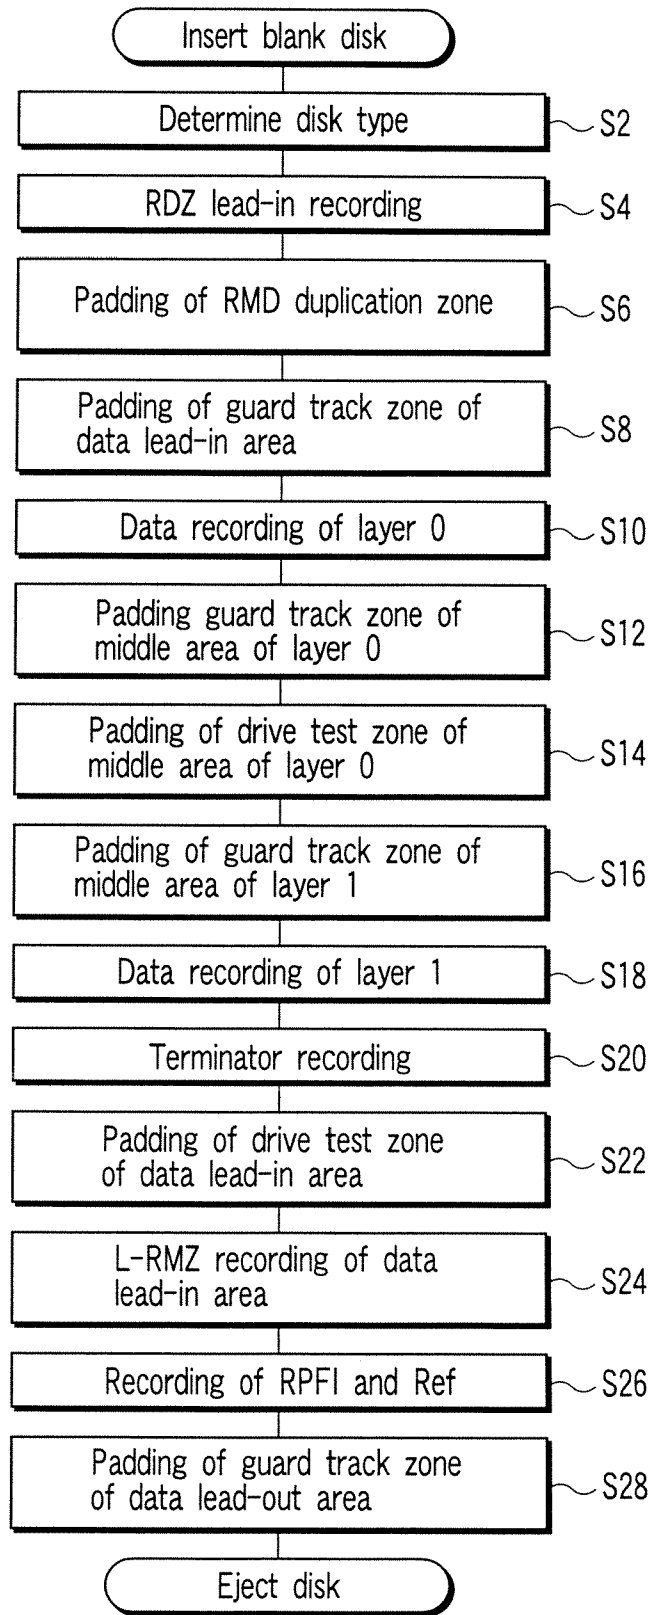 Insert blank disk
Determine disk type
S2
RDZ lead-in recording
S4
Padding of RMD duplication zone
S6
Padding of guard track zone of
data lead-in area
S8
Data recording of layer 0
S10
Padding guard track zone of
middle area of layer 0
S12
Padding of drive test zone of
middle area of layer 0
S14
Padding of guard track zone of
middle area of layer 1
S16
Data recording of layer 1
S18
Terminator recording
S20
Padding of drive test zone
of data lead-in area
S22
L-RMZ recording of data
lead-in area
S24
Recording of RPFI and Ref
S26
Padding of guard track zone
of data lead-out area
S28
Eject disk